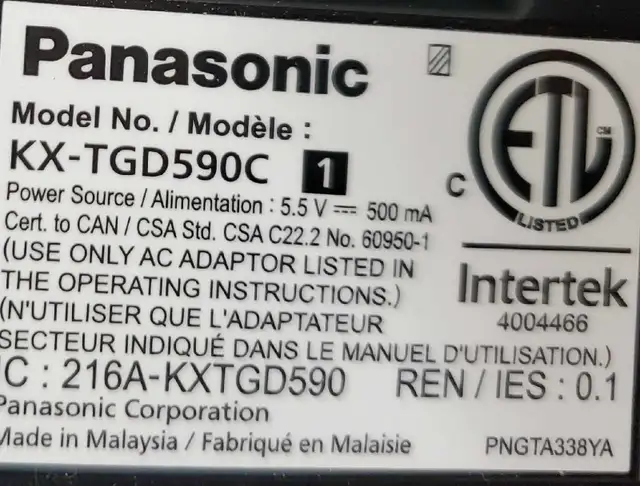 Panasonic
Model No. / Modèle :
KX-TGD590C 1
Power Source / Alimentation : 5.5 V ⎓ 500 mA
Cert. to CAN / CSA Std. CSA C22.2 No. 60950-1
(USE ONLY AC ADAPTOR LISTED IN
THE OPERATING INSTRUCTIONS.)
(N'UTILISER QUE L'ADAPTATEUR
SECTEUR INDIQUÉ DANS LE MANUEL D'UTILISATION.)
C ETL CM
LISTED
Intertek
4004466
C : 216A-KXTGD590 REN / IES : 0.1
Panasonic Corporation
Made in Malaysia / Fabriqué en Malaisie PNGTA338YA